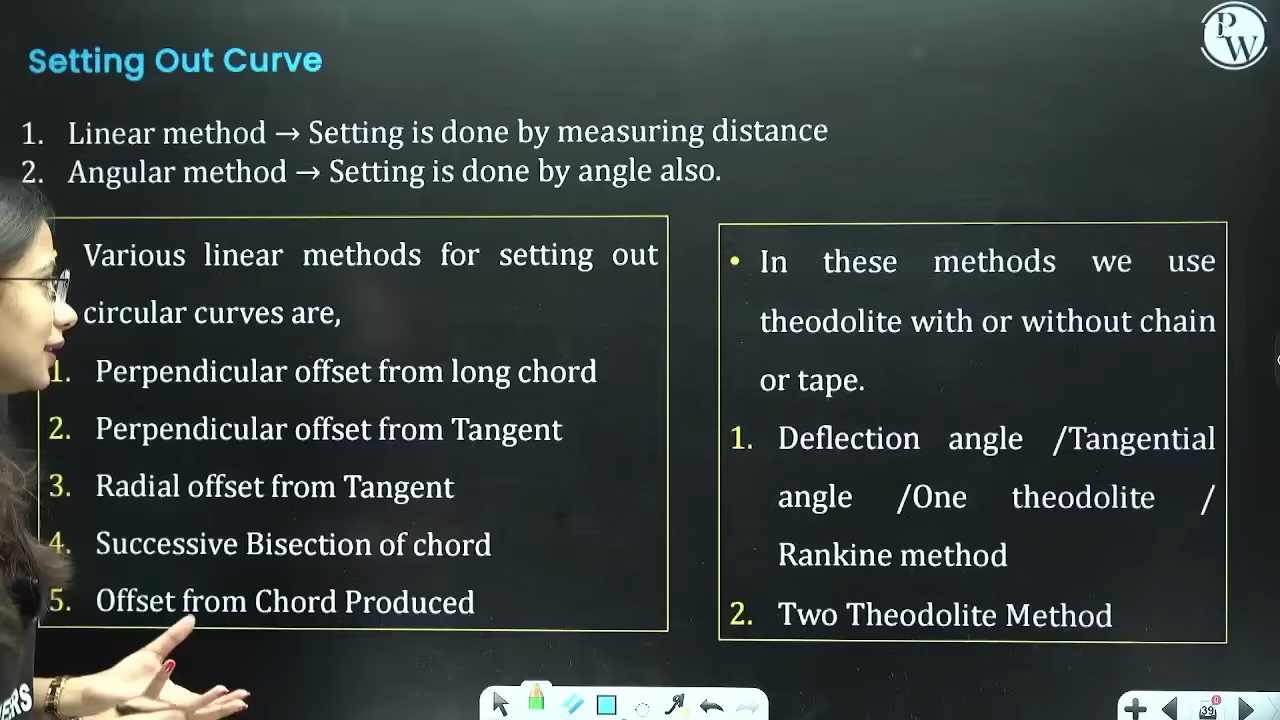 Setting Out Curve
PW
1. Linear method → Setting is done by measuring distance
2. Angular method → Setting is done by angle also.
Various linear methods for setting out
circular curves are,
1. Perpendicular offset from long chord
2. Perpendicular offset from Tangent
3. Radial offset from Tangent
4. Successive Bisection of chord
5. Offset from Chord Produced
• In these methods we use
theodolite with or without chain
or tape.
1. Deflection angle /Tangential
angle /One theodolite /
Rankine method
2. Two Theodolite Method
ERS
39